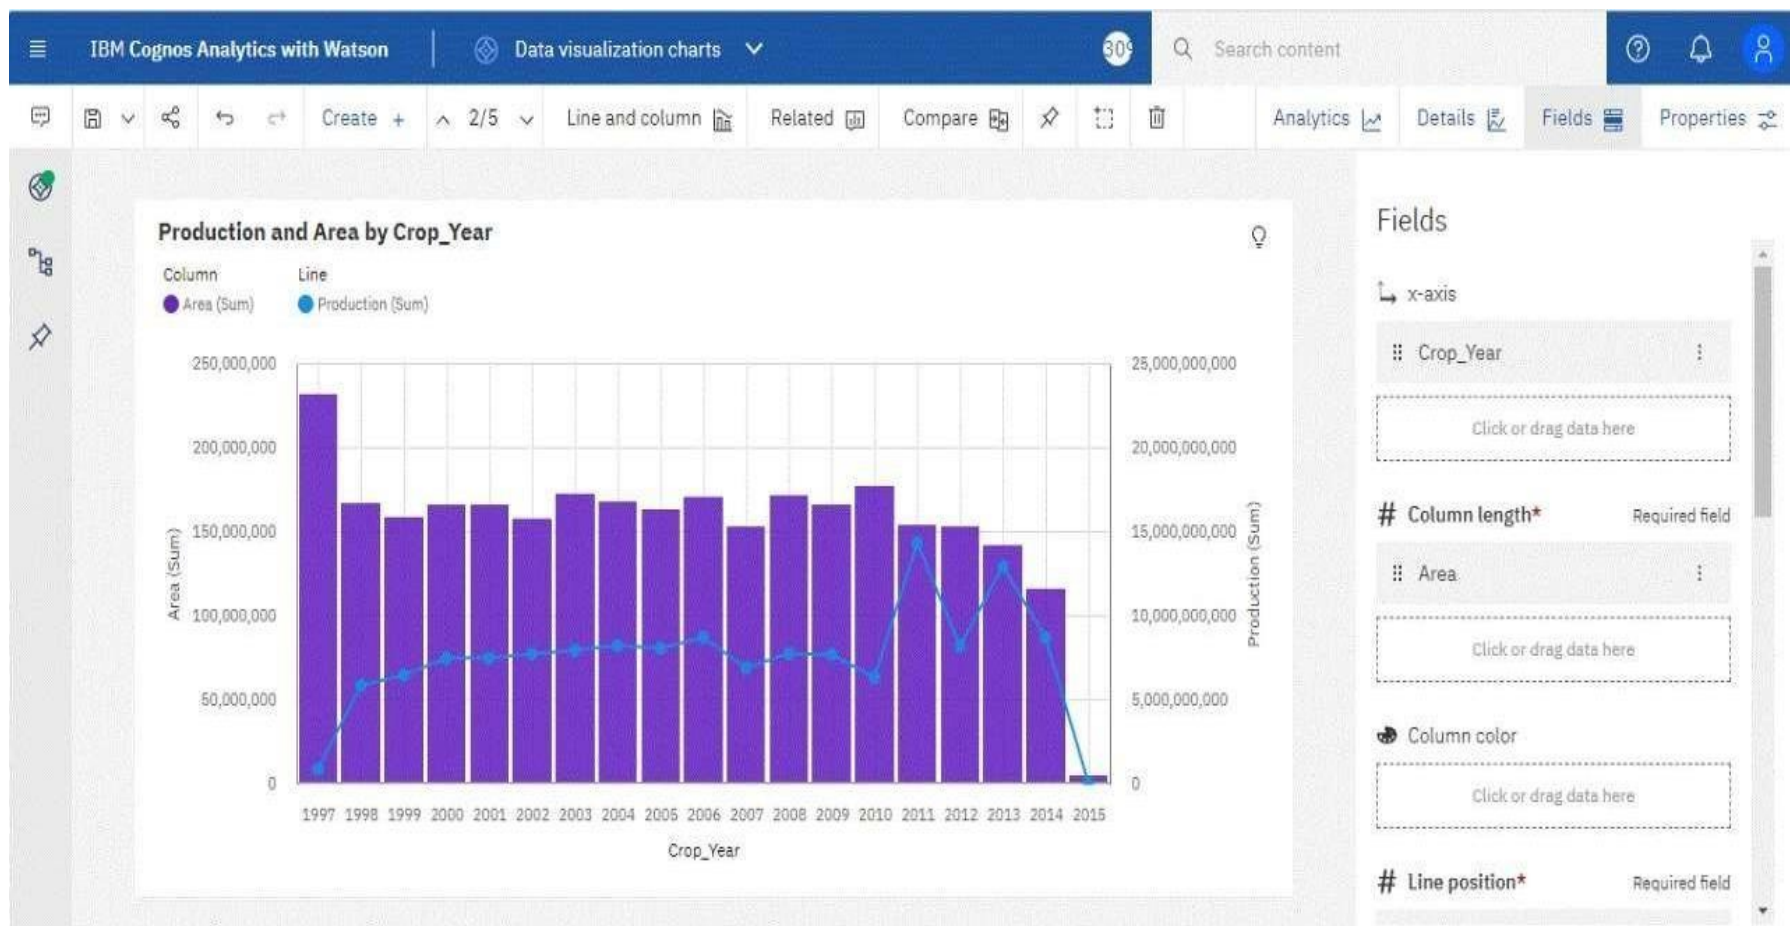 IBM Cognos Analytics with Watson
Data visualization charts
Search content
Create +
2/5
Line and column
Related
Compare
Analytics
Details
Fields
Properties
Production and Area by Crop_Year
Column
Line
Area (Sum)
Production (Sum)
250,000,000
200,000,000
150,000,000
100,000,000
50,000,000
0
Area (Sum)
25,000,000,000
20,000,000,000
15,000,000,000
10,000,000,000
5,000,000,000
0
Production (Sum)
1997 1998 1999 2000 2001 2002 2003 2004 2005 2006 2007 2008 2009 2010 2011 2012 2013 2014 2015
Crop_Year
Fields
x-axis
Crop_Year
Click or drag data here
# Column length*
Required field
Area
Click or drag data here
Column color
Click or drag data here
# Line position*
Required field